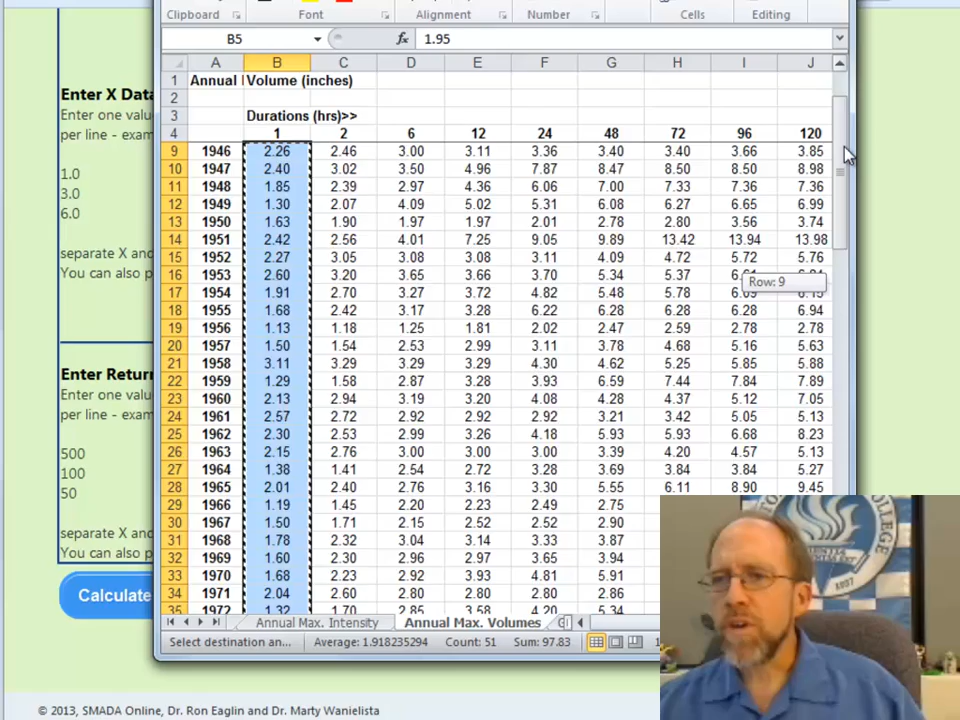 Clipboard Font Alignment Number Cells Editing
B5 fx 1.95
A B C D E F G H I J
1 Annual Volume (inches)
2
3 Durations (hrs)>>
4 1 2 6 12 24 48 72 96 120
9 1946 2.26 2.46 3.00 3.11 3.36 3.40 3.40 3.66 3.85
10 1947 2.40 3.02 3.50 4.96 7.87 8.47 8.50 8.50 8.98
11 1948 1.85 2.39 2.97 4.36 6.06 7.00 7.33 7.36 7.36
12 1949 1.30 2.07 4.09 5.02 5.31 6.08 6.27 6.65 6.99
13 1950 1.63 1.90 1.97 1.97 2.01 2.78 2.80 3.56 3.74
14 1951 2.42 2.56 4.01 7.25 9.05 9.89 13.42 13.94 13.98
15 1952 2.27 3.05 3.08 3.08 3.11 4.09 4.72 5.72 5.76
16 1953 2.60 3.20 3.65 3.66 3.70 5.34 5.37
17 1954 1.91 2.70 3.27 3.72 4.82 5.48 5.78
Row: 9
18 1955 1.68 2.42 3.17 3.28 6.22 6.28 6.28 6.28 6.94
19 1956 1.13 1.18 1.25 1.81 2.02 2.47 2.59 2.78 2.78
20 1957 1.50 1.54 2.53 2.99 3.11 3.78 4.68 5.16 5.63
21 1958 3.11 3.29 3.29 3.29 4.30 4.62 5.25 5.85 5.88
22 1959 1.29 1.58 2.87 3.28 3.93 6.59 7.44 7.84 7.89
23 1960 2.13 2.94 3.19 3.20 4.08 4.28 4.37 5.12 7.05
24 1961 2.57 2.72 2.92 2.92 2.92 3.21 3.42 5.05 5.13
25 1962 2.30 2.53 2.99 3.26 4.18 5.93 5.93 6.68 8.23
26 1963 2.15 2.76 3.00 3.00 3.00 3.39 4.20 4.57 5.13
27 1964 1.38 1.41 2.54 2.72 3.28 3.69 3.84 3.84 5.27
28 1965 2.01 2.40 2.76 3.16 3.30 5.55 6.11 8.90 9.45
29 1966 1.19 1.45 2.20 2.23 2.49 2.75
30 1967 1.50 1.71 2.15 2.52 2.52 2.90
31 1968 1.78 2.32 3.04 3.14 3.33 3.87
32 1969 1.60 2.30 2.96 2.97 3.65 3.94
33 1970 1.68 2.23 2.92 3.93 4.81 5.91
34 1971 2.04 2.60 2.80 2.80 2.80 2.86
35 1972 1.32 1.70 2.85 3.58 4.20 5.34
Annual Max. Intensity Annual Max. Volumes
Select destination an... Average: 1.918235294 Count: 51 Sum: 97.83
Enter X Data
Enter one valu
per line - exam
1.0
3.0
6.0
separate X and
You can also p
Enter Return
Enter one valu
per line - exam
500
100
50
separate X and
You can also p
Calculate
COLLEGE
1957
© 2013, SMADA Online, Dr. Ron Eaglin and Dr. Marty Wanielista